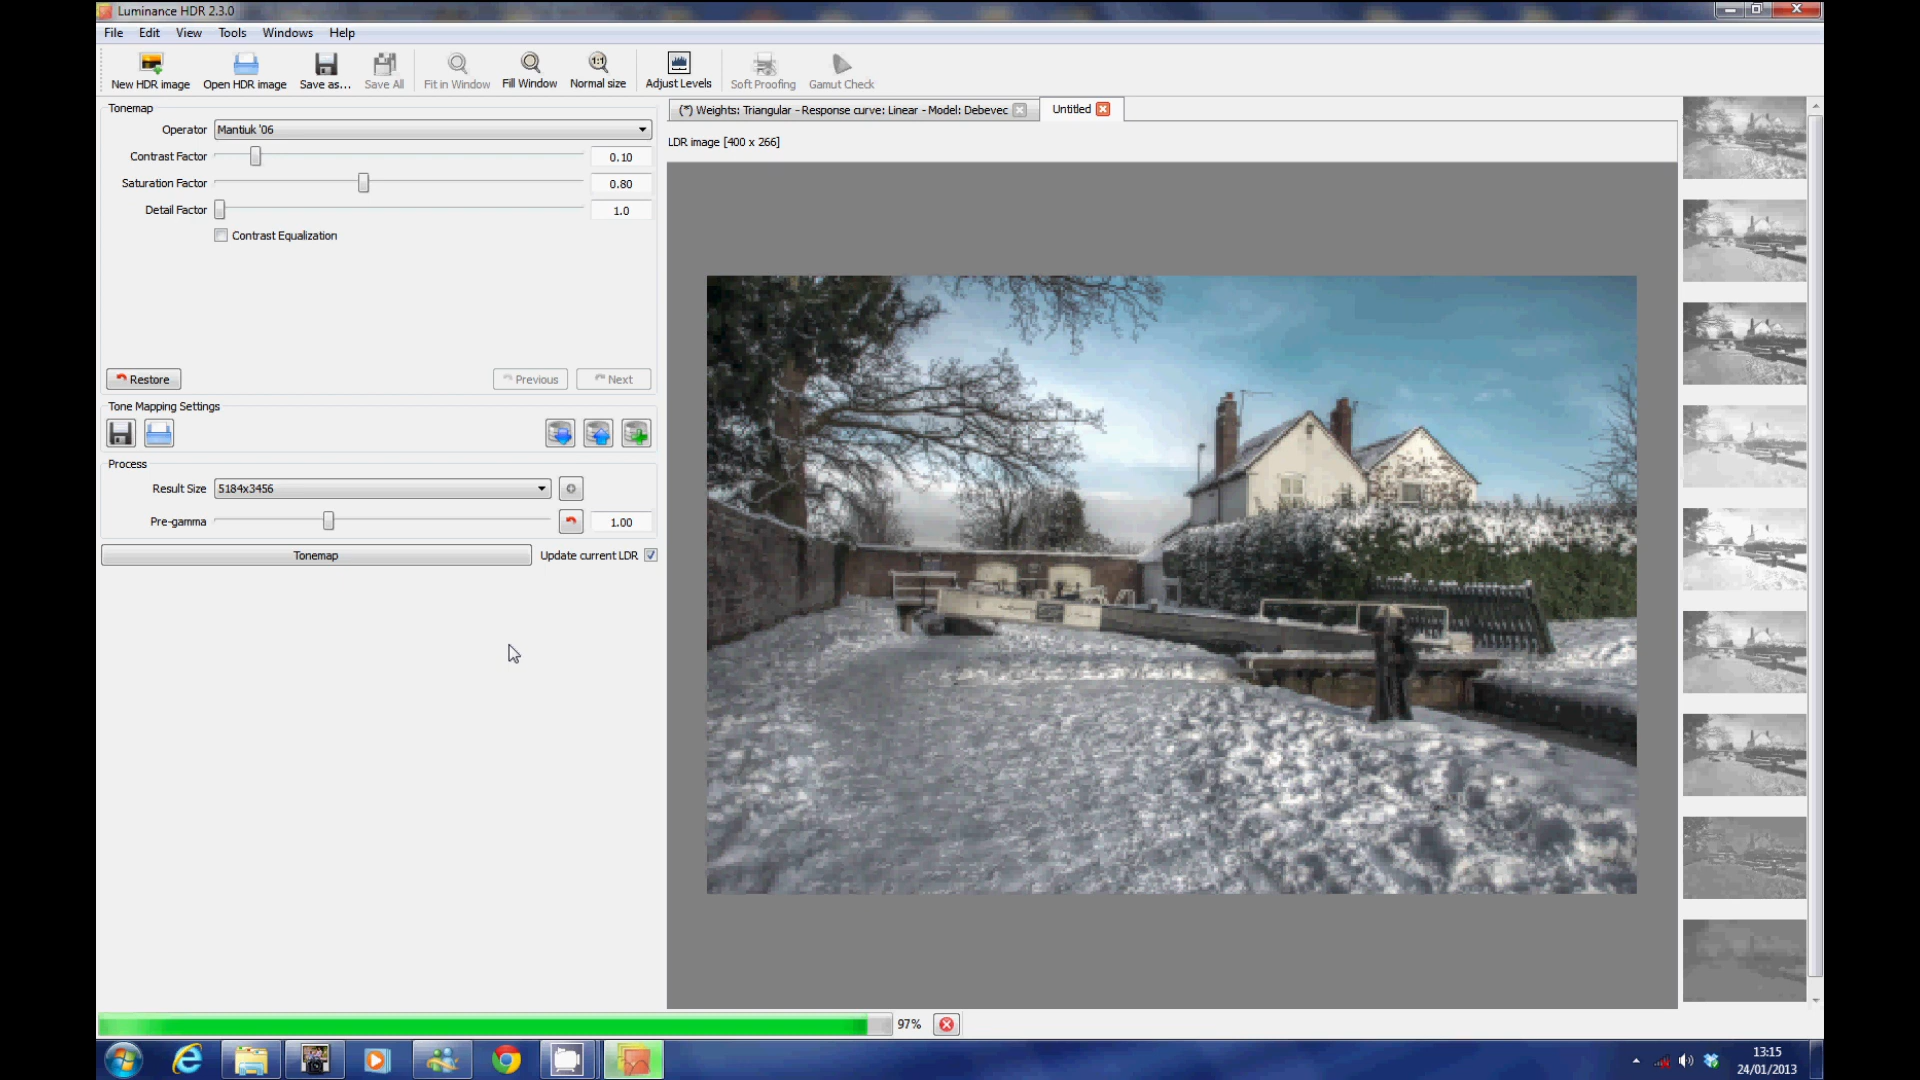 Luminance HDR 2.3.0
File Edit View Tools Windows Help
New HDR image Open HDR image Save as... Save All Fit in Window Fill Window Normal size Adjust Levels Soft Proofing Gamut Check
1:1
Tonemap
Operator Mantiuk '06
Contrast Factor 0.10
Saturation Factor 0.80
Detail Factor 1.0
Contrast Equalization
Restore Previous Next
Tone Mapping Settings
Process
Result Size 5184x3456
Pre-gamma 1.00
Tonemap Update current LDR
(*) Weights: Triangular - Response curve: Linear - Model: Debevec Untitled
LDR image [400 x 266]
97%
13:15
24/01/2013